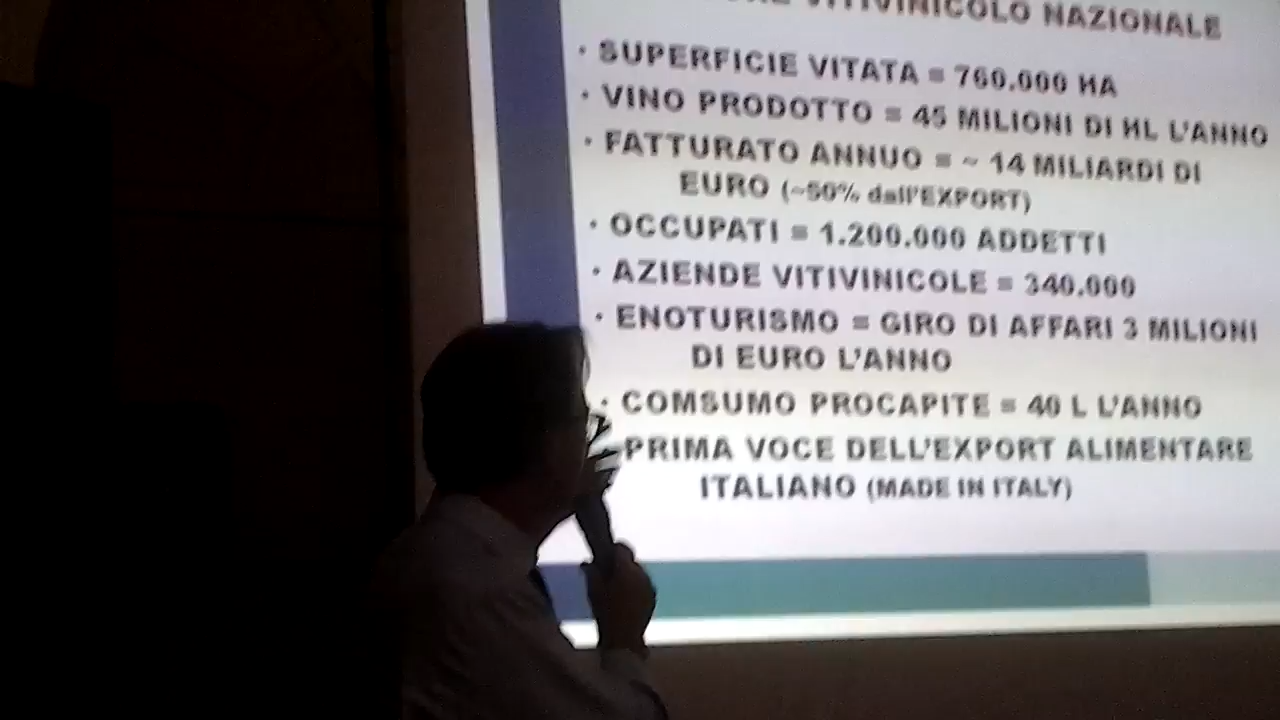 VITIVINICOLO NAZIONALE
· SUPERFICIE VITATA = 760.000 HA
· VINO PRODOTTO = 45 MILIONI DI HL L'ANNO
· FATTURATO ANNUO = ~ 14 MILIARDI DI
EURO (~50% dall'EXPORT)
· OCCUPATI = 1.200.000 ADDETTI
· AZIENDE VITIVINICOLE = 340.000
· ENOTURISMO = GIRO DI AFFARI 3 MILIONI
DI EURO L'ANNO
· COMSUMO PROCAPITE = 40 L L'ANNO
PRIMA VOCE DELL'EXPORT ALIMENTARE
ITALIANO (MADE IN ITALY)